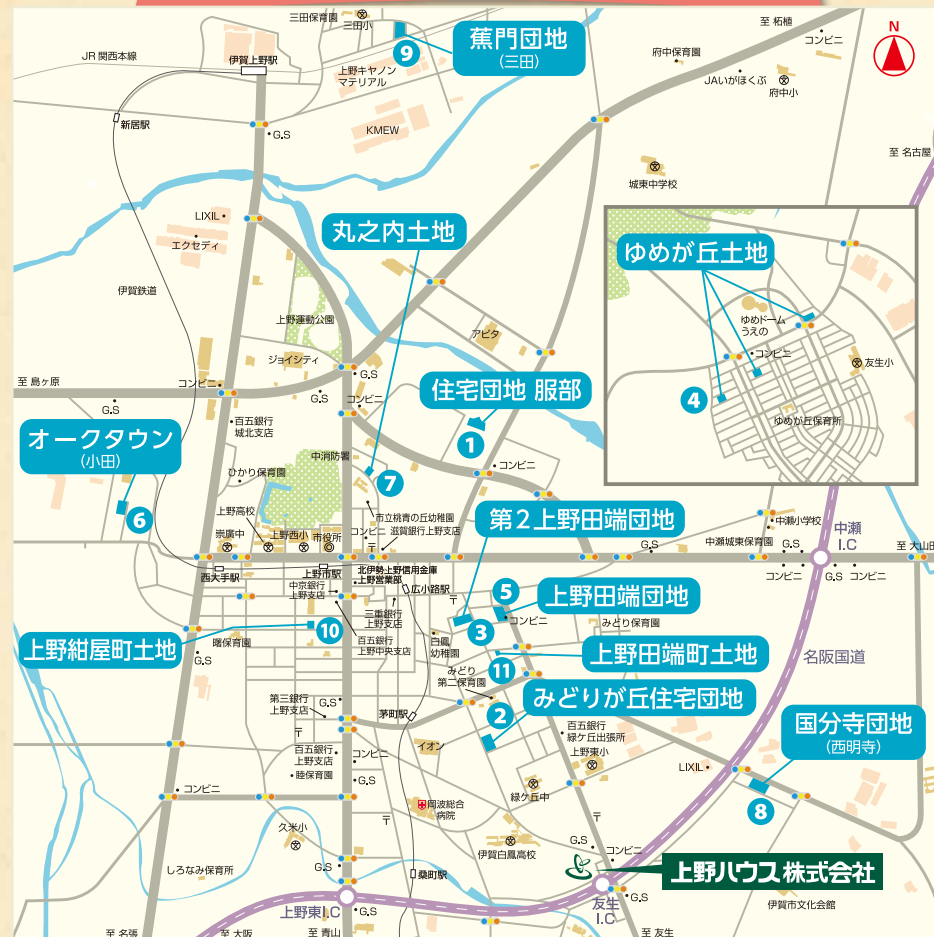 三田保育園
三田小
蕉門団地
(三田)
9
至 柘植
コンビニ
N
JR 関西本線
伊賀上野駅
上野キヤノン
マテリアル
府中保育園
JAいがほくぶ
府中小
新居駅
G.S
KMEW
至 名古屋
城東中学校
LIXIL
エクセディ
丸之内土地
ゆめが丘土地
伊賀鉄道
上野運動公園
アピタ
ゆめドーム
うえの
コンビニ
友生小
4
ゆめが丘保育所
ジョイシティ
至 島ヶ原
コンビニ
G.S
G.S
G.S
コンビニ
住宅団地 服部
1
オークタウン
(小田)
6
百五銀行
城北支店
中消防署
7
コンビニ
ひかり保育園
上野高校
崇廣中
上野西小
市役所
市立桃青の丘幼稚園
コンビニ
〒
滋賀銀行上野支店
第2上野田端団地
中瀬小学校
中瀬城東保育園
G.S
G.S
中瀬
I.C
至 大山田
コンビニ
コンビニ
G.S
コンビニ
西大手駅
上野市駅
北伊勢上野信用金庫
上野営業部
中京銀行
上野支店
広小路駅
〒
三重銀行
上野支店
5
上野田端団地
コンビニ
みどり保育園
3
10
上野紺屋町土地
曙保育園
G.S
百五銀行
上野中央支店
白鳳
幼稚園
上野田端町土地
11
名阪国道
みどり
第二保育園
みどりが丘住宅団地
2
第三銀行
上野支店
G.S
〒
茅町駅
百五銀行
緑ケ丘出張所
国分寺団地
(西明寺)
8
イオン
百五銀行
上野支店
コンビニ
上野東小
LIXIL
睦保育園
G.S
緑ケ丘中
コンビニ
岡波総合
病院
〒
〒
久米小
伊賀白鳳高校
G.S
コンビニ
しろなみ保育所
G.S
桑町駅
上野ハウス株式会社
上野東I.C
G.S
友生
I.C
G.S
伊賀市文化会館
至 名張
至 大阪
至 青山
至 友生